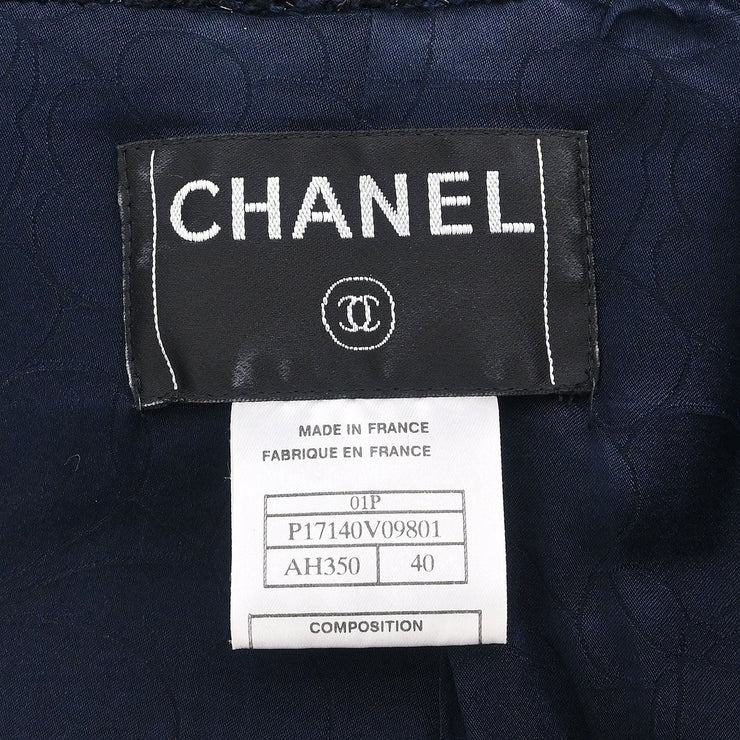 CHANEL
MADE IN FRANCE
FABRIQUE EN FRANCE
01P
P17140V09801
AH350 40
COMPOSITION